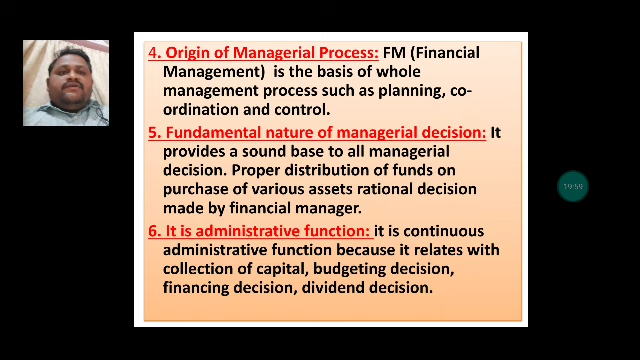 4. Origin of Managerial Process: FM (Financial
Management) is the basis of whole
management process such as planning, co-
ordination and control.
5. Fundamental nature of managerial decision: It
provides a sound base to all managerial
decision. Proper distribution of funds on
purchase of various assets rational decision
made by financial manager.
6. It is administrative function: it is continuous
administrative function because it relates with
collection of capital, budgeting decision,
financing decision, dividend decision.
19:59